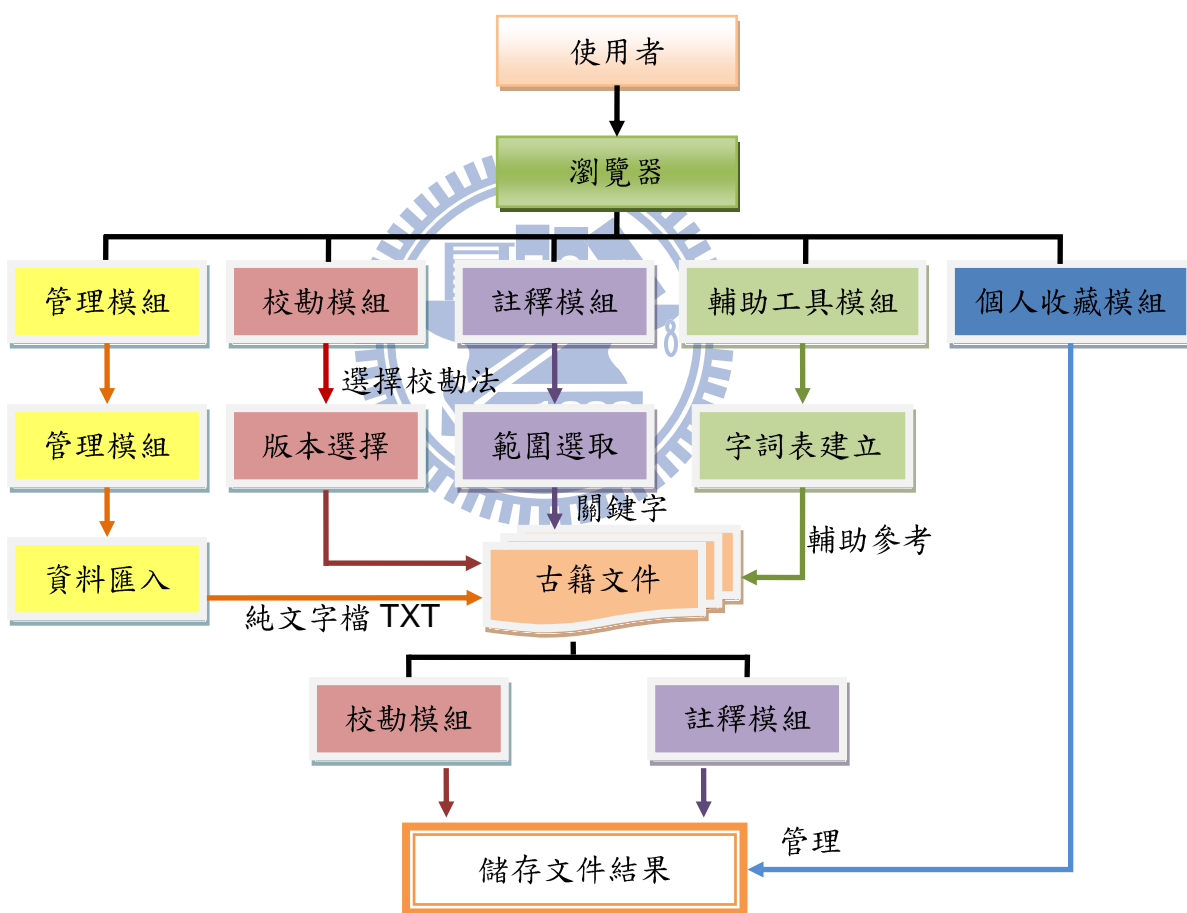 使用者
瀏覽器
管理模組
校勘模組
註釋模組
輔助工具模組
個人收藏模組
選擇校勘法
管理模組
版本選擇
範圍選取
字詞表建立
關鍵字
輔助參考
資料匯入
古籍文件
純文字檔 TXT
校勘模組
註釋模組
管理
儲存文件結果